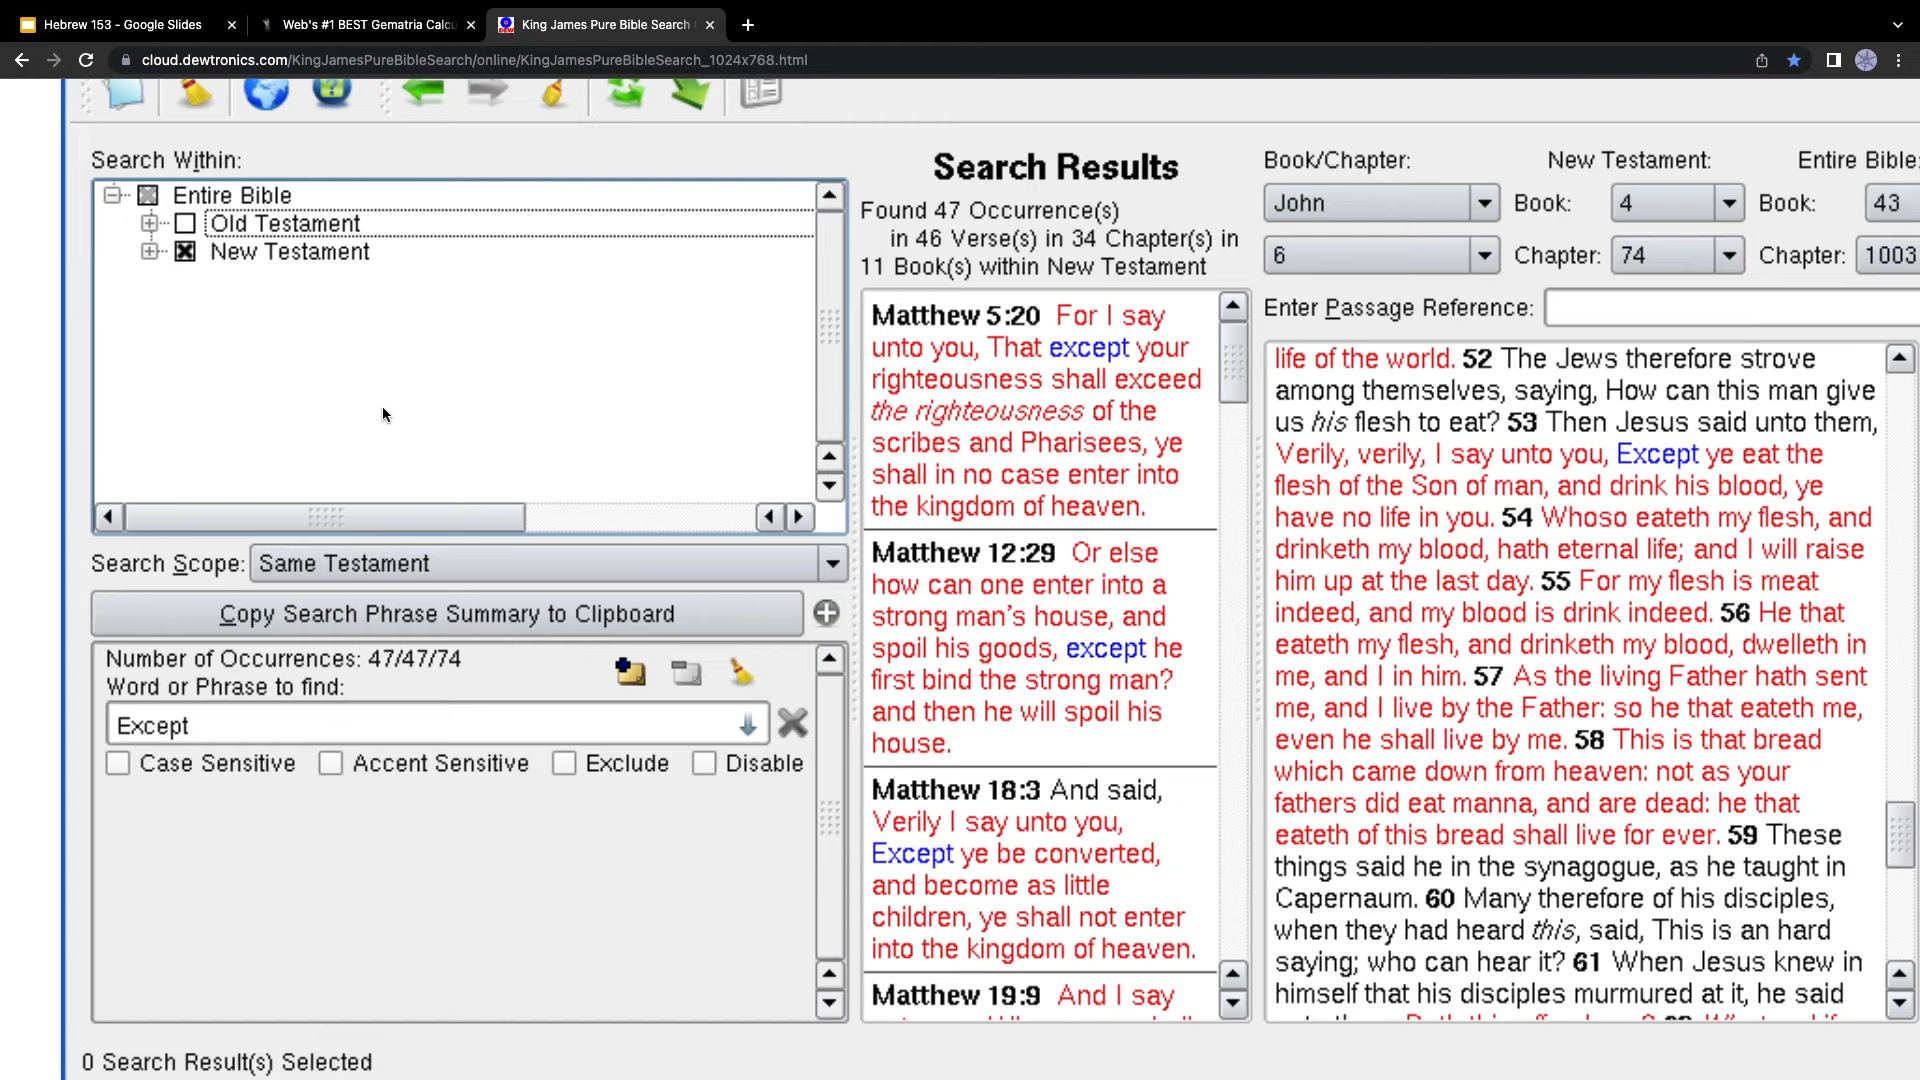 Hebrew 153 - Google Slides
Web's #1 BEST Gematria Calcu
King James Pure Bible Search
cloud.dewtronics.com/KingJamesPureBibleSearch/online/KingJamesPureBibleSearch_1024x768.html
Search Within:
Entire Bible
Old Testament
New Testament
Search Scope: Same Testament
Copy Search Phrase Summary to Clipboard
Number of Occurrences: 47/47/74
Word or Phrase to find:
Except
Case Sensitive Accent Sensitive Exclude Disable
0 Search Result(s) Selected
Search Results
Found 47 Occurrence(s)
in 46 Verse(s) in 34 Chapter(s) in
11 Book(s) within New Testament
Matthew 5:20 For I say
unto you, That except your
righteousness shall exceed
the righteousness of the
scribes and Pharisees, ye
shall in no case enter into
the kingdom of heaven.
Matthew 12:29 Or else
how can one enter into a
strong man's house, and
spoil his goods, except he
first bind the strong man?
and then he will spoil his
house.
Matthew 18:3 And said,
Verily I say unto you,
Except ye be converted,
and become as little
children, ye shall not enter
into the kingdom of heaven.
Matthew 19:9 And I say
Book/Chapter: New Testament: Entire Bible:
John Book: 4 Book: 43
6 Chapter: 74 Chapter: 1003
Enter Passage Reference:
life of the world. 52 The Jews therefore strove
among themselves, saying, How can this man give
us his flesh to eat? 53 Then Jesus said unto them,
Verily, verily, I say unto you, Except ye eat the
flesh of the Son of man, and drink his blood, ye
have no life in you. 54 Whoso eateth my flesh, and
drinketh my blood, hath eternal life; and I will raise
him up at the last day. 55 For my flesh is meat
indeed, and my blood is drink indeed. 56 He that
eateth my flesh, and drinketh my blood, dwelleth in
me, and I in him. 57 As the living Father hath sent
me, and I live by the Father: so he that eateth me,
even he shall live by me. 58 This is that bread
which came down from heaven: not as your
fathers did eat manna, and are dead: he that
eateth of this bread shall live for ever. 59 These
things said he in the synagogue, as he taught in
Capernaum. 60 Many therefore of his disciples,
when they had heard this, said, This is an hard
saying; who can hear it? 61 When Jesus knew in
himself that his disciples murmured at it, he said